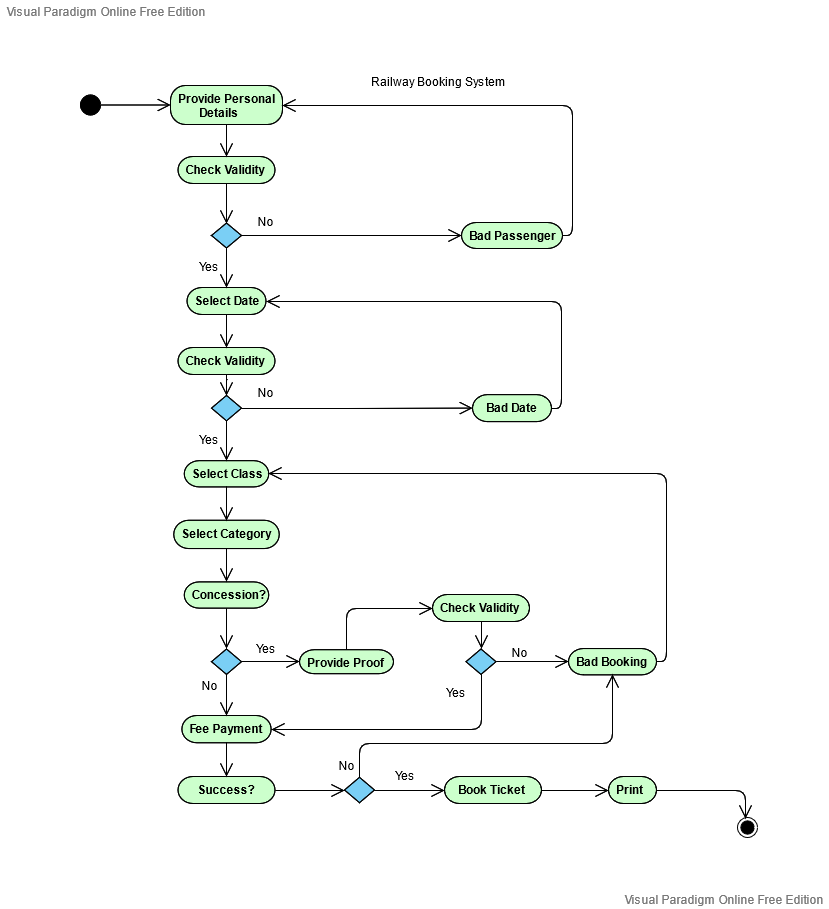 Visual Paradigm Online Free Edition
Railway Booking System
Provide Personal
Details
Check Validity
No
Bad Passenger
Yes
Select Date
Check Validity
No
Bad Date
Yes
Select Class
Select Category
Concession?
Check Validity
Yes
Provide Proof
No
Bad Booking
No
Yes
Fee Payment
No
Yes
Success?
Book Ticket
Print
Visual Paradigm Online Free Edition